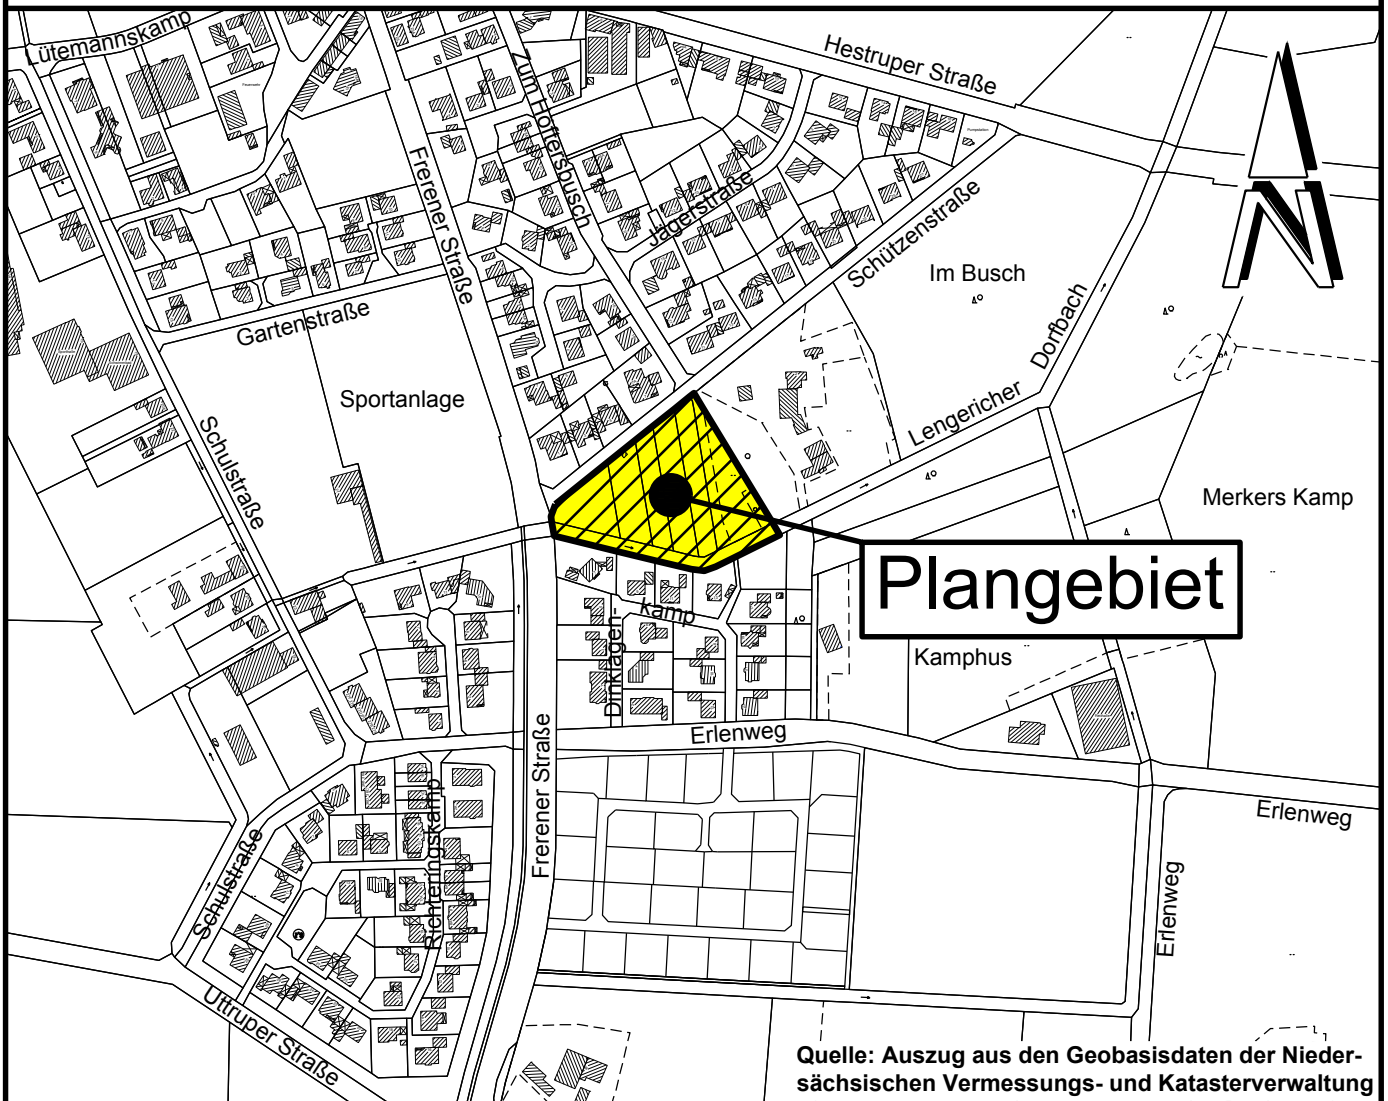 Lütemannskamp
Hestruper Straße
Zum Hoffersbusch
Frerener Straße
Jägerstraße
Schützenstraße
Im Busch
N
Gartenstraße
Dorfbach
Sportanlage
Lengericher
Schulstraße
Merkers Kamp
Plangebiet
kamp
Dinklagen-
Kamphus
Erlenweg
Frerener Straße
Erlenweg
Richteringskamp
Schulstraße
Erlenweg
Uttruper Straße
Quelle: Auszug aus den Geobasisdaten der Nieder-
sächsischen Vermessungs- und Katasterverwaltung